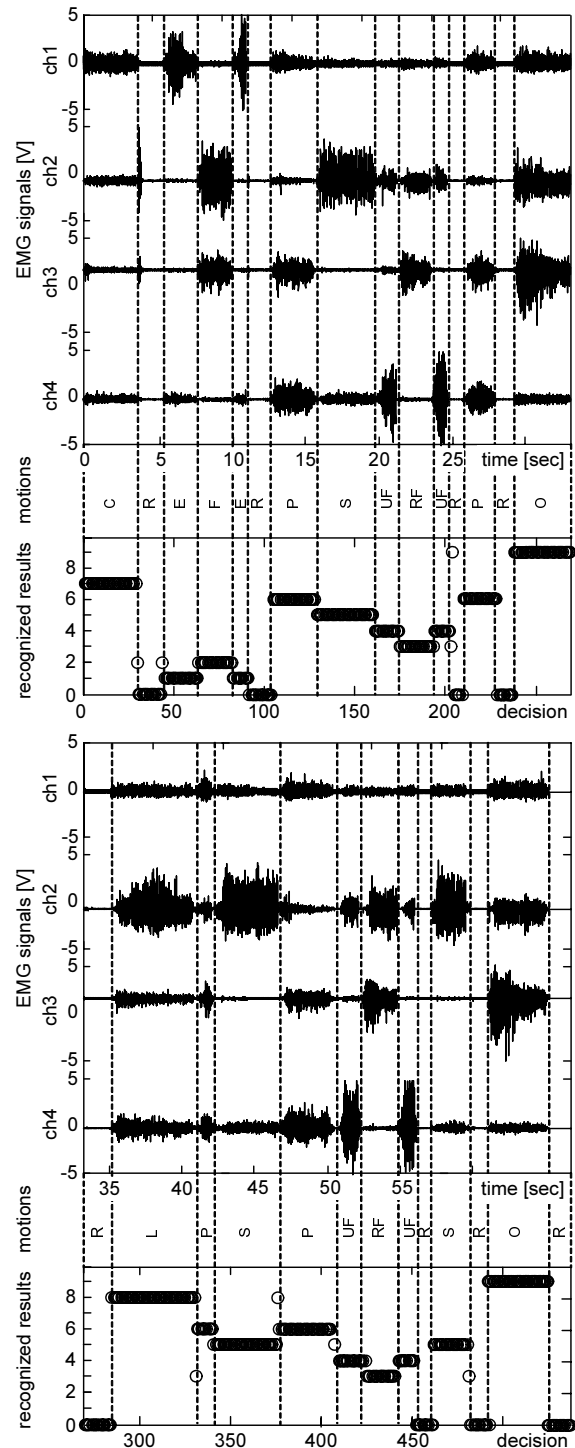 5
ch1
0
-5
5
ch2
0
-5
EMG signals [V]
5
ch3
0
-5
5
ch4
-5
0 5 10 15 20 25 time [sec]
motions
C R E F E R P S UF RF UF R P R O
recognized results
8
6
4
2
0
0 50 100 150 200 decision
5
ch1
0
-5
5
ch2
0
-5
EMG signals [V]
5
ch3
0
-5
5
ch4
0
-5
35 40 45 50 55 time [sec]
motions
R L P S P UF RF UF R S R O R
recognized results
8
6
4
2
0
300 350 400 450 decision